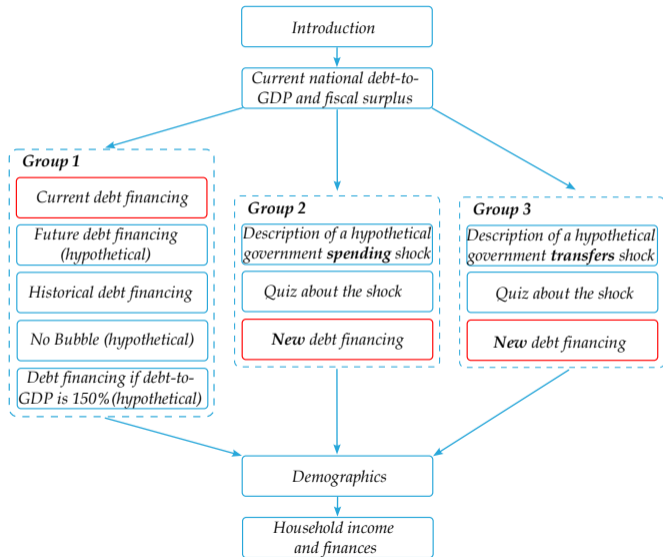 Introduction
Current national debt-to-
GDP and fiscal surplus
Group 1
Current debt financing
Future debt financing
(hypothetical)
Historical debt financing
No Bubble (hypothetical)
Debt financing if debt-to-
GDP is 150% (hypothetical)
Group 2
Description of a hypothetical
government spending shock
Quiz about the shock
New debt financing
Group 3
Description of a hypothetical
government transfers shock
Quiz about the shock
New debt financing
Demographics
Household income
and finances